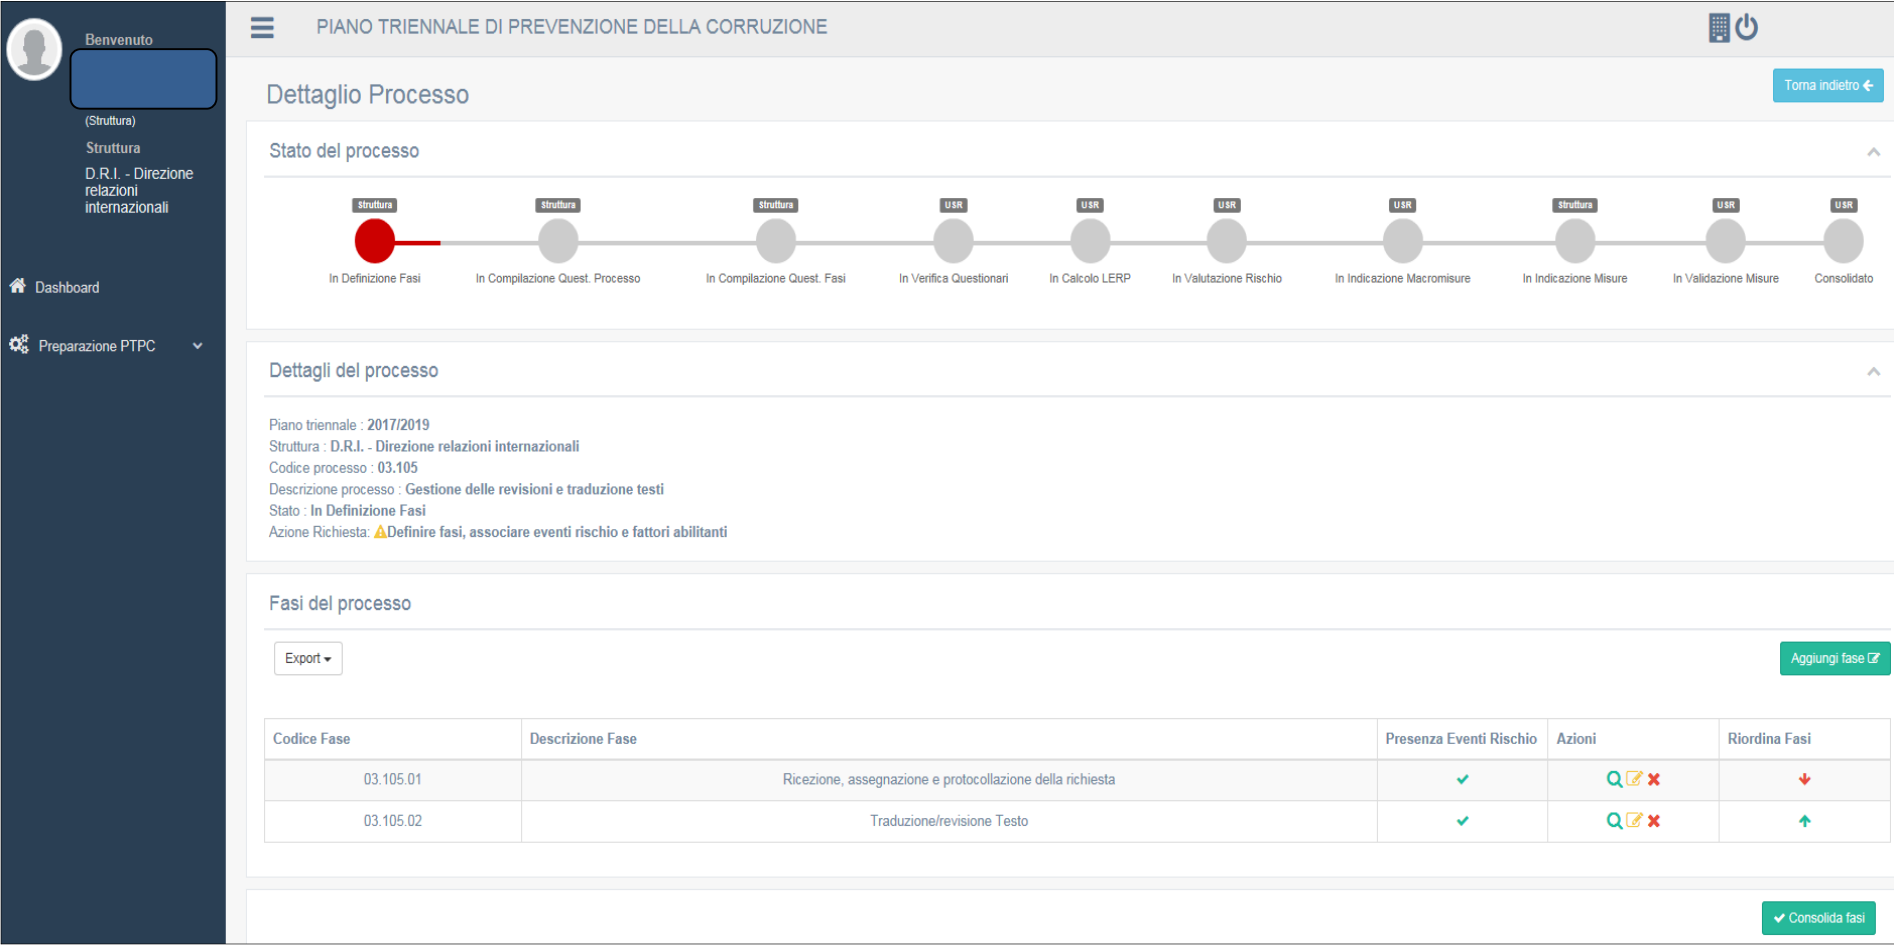 Benvenuto
(Struttura)
Struttura
D.R.I. - Direzione
relazioni
internazionali
Dashboard
Preparazione PTPC
PIANO TRIENNALE DI PREVENZIONE DELLA CORRUZIONE
Dettaglio Processo
Torna indietro
Stato del processo
Struttura Struttura Struttura USR USR USR USR Struttura USR USR
In Definizione Fasi In Compilazione Quest. Processo In Compilazione Quest. Fasi In Verifica Questionari In Calcolo LERP In Valutazione Rischio In Indicazione Macromisure In Indicazione Misure In Validazione Misure Consolidato
Dettagli del processo
Piano triennale : 2017/2019
Struttura : D.R.I. - Direzione relazioni internazionali
Codice processo : 03.105
Descrizione processo : Gestione delle revisioni e traduzione testi
Stato : In Definizione Fasi
Azione Richiesta: Definire fasi, associare eventi rischio e fattori abilitanti
Fasi del processo
Export
Aggiungi fase
Codice Fase Descrizione Fase Presenza Eventi Rischio Azioni Riordina Fasi
03.105.01 Ricezione, assegnazione e protocollazione della richiesta
03.105.02 Traduzione/revisione Testo
Consolida fasi